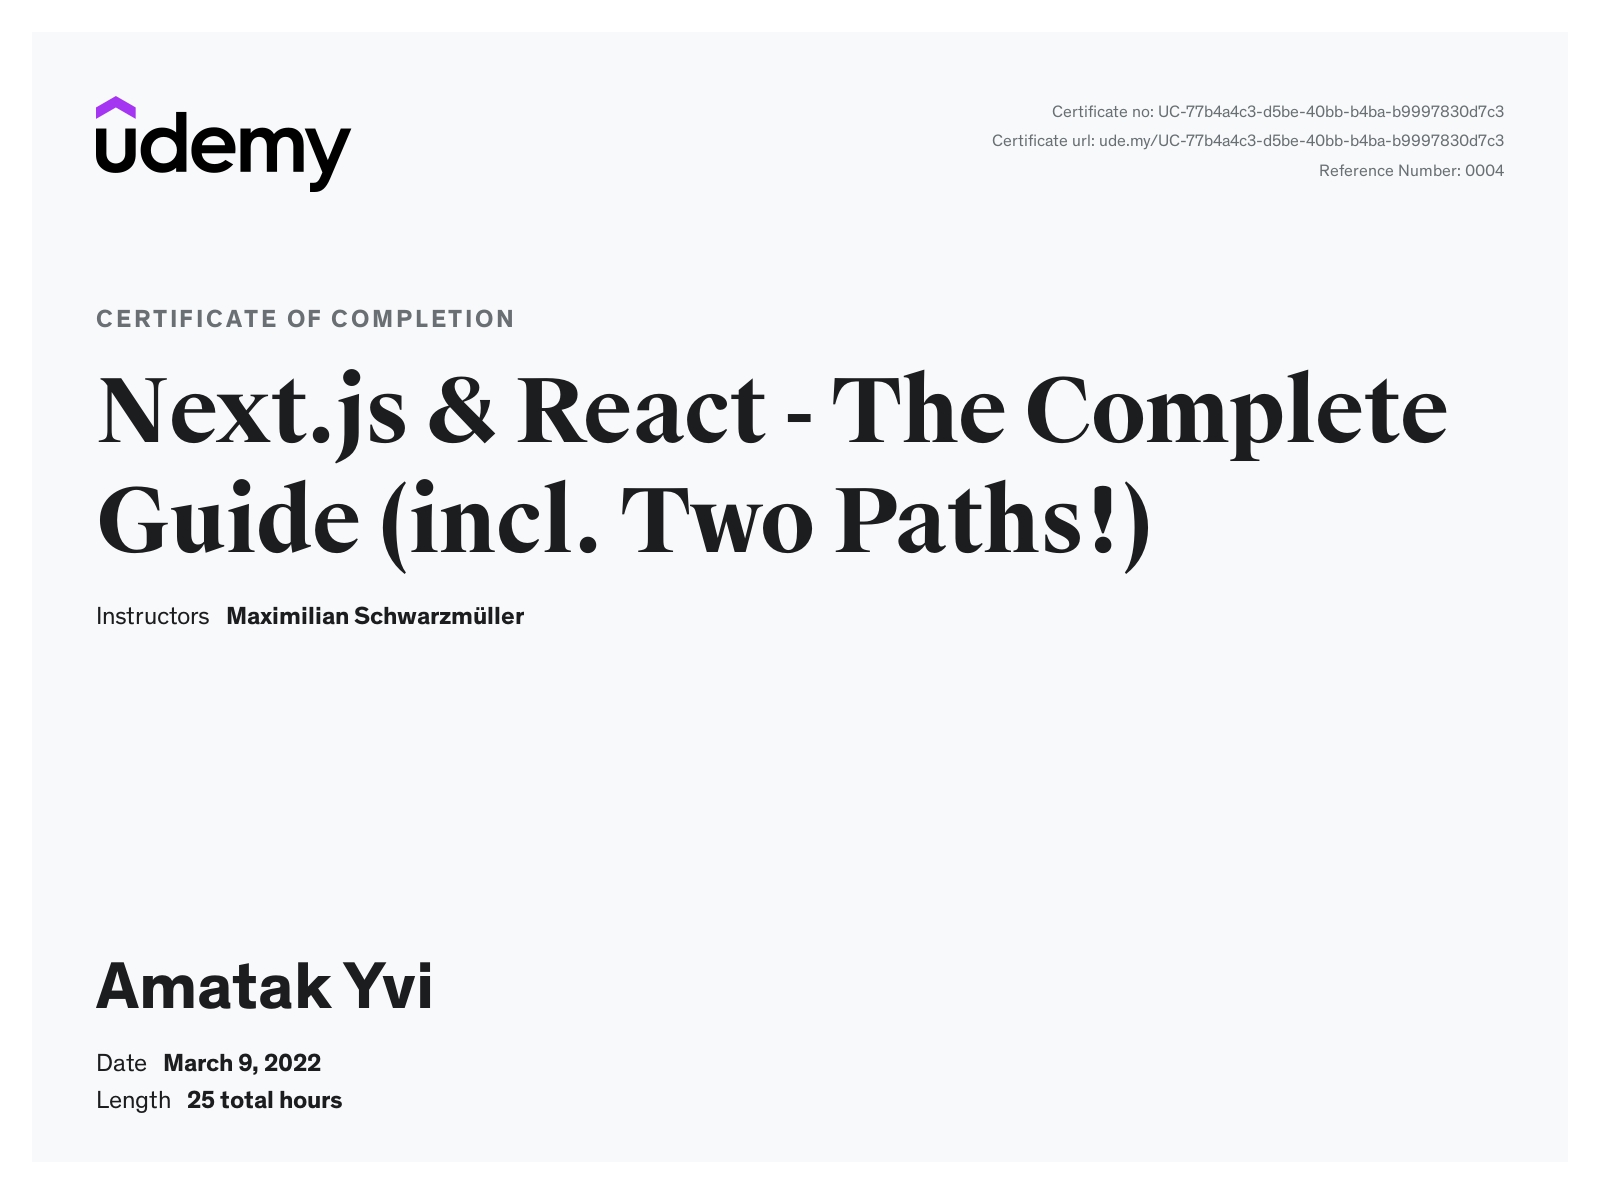 udemy
Certificate no: UC-77b4a4c3-d5be-40bb-b4ba-b9997830d7c3
Certificate url: ude.my/UC-77b4a4c3-d5be-40bb-b4ba-b9997830d7c3
Reference Number: 0004
CERTIFICATE OF COMPLETION
Next.js & React - The Complete
Guide (incl. Two Paths!)
Instructors Maximilian Schwarzmüller
Amatak Yvi
Date March 9, 2022
Length 25 total hours